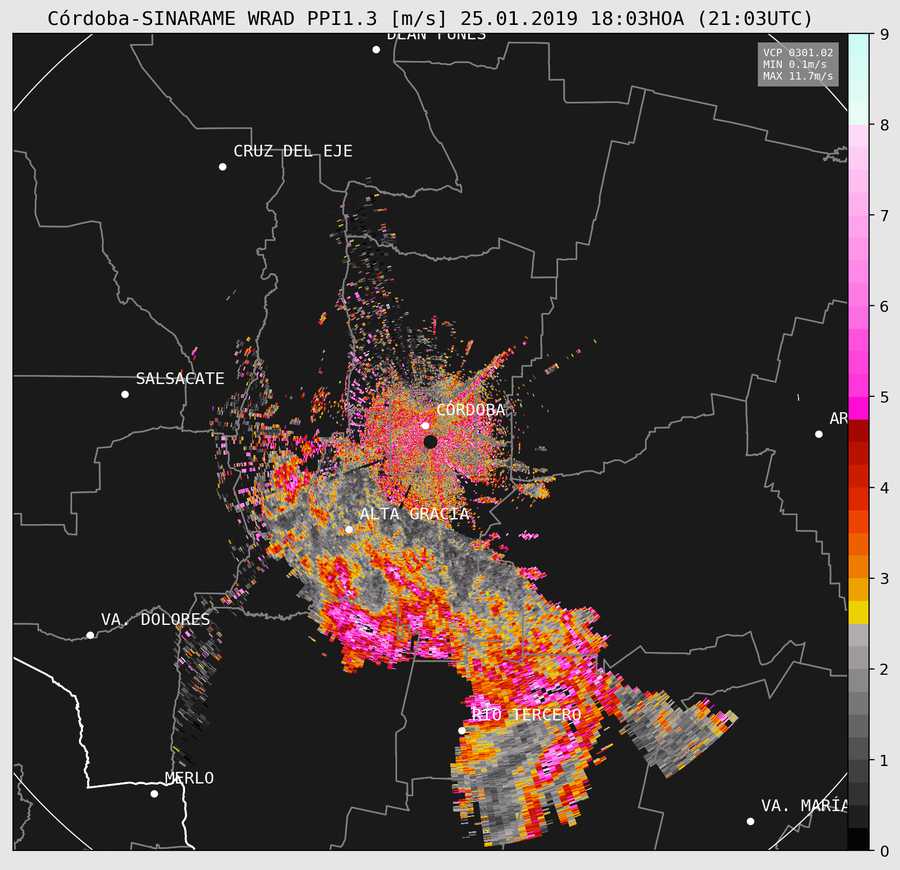 Córdoba-SINARAME WRAD PPI1.3 [m/s] 25.01.2019 18:03HOA (21:03UTC)
DEAN FUNES
VCP 0301.02
MIN 0.1m/s
MAX 11.7m/s
CRUZ DEL EJE
SALSACATE
CÓRDOBA
AR
ALTA GRACIA
VA. DOLORES
RÍO TERCERO
MERLO
VA. MARÍA
9
8
7
6
5
4
3
2
1
0